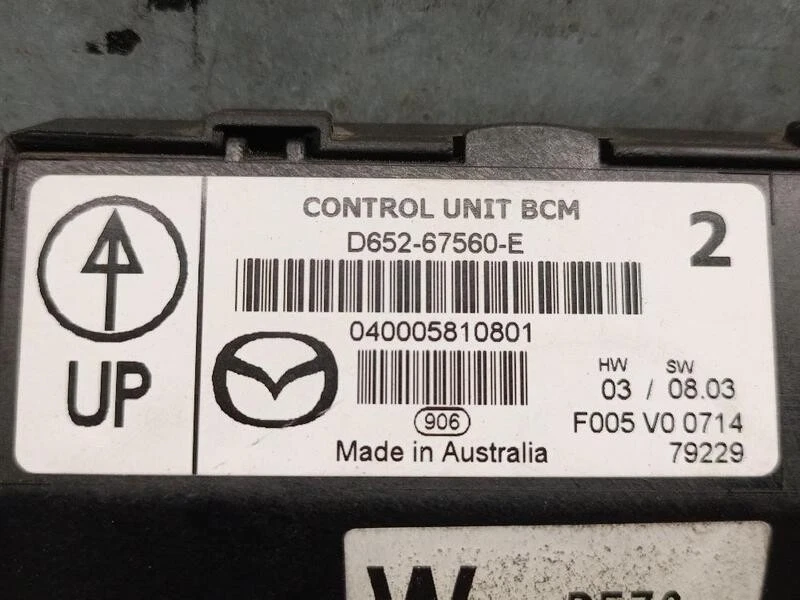 CONTROL UNIT BCM
2
D652-67560-E
040005810801
UP
HW SW
03 / 08.03
906
F005 V0 0714
Made in Australia
79229
W